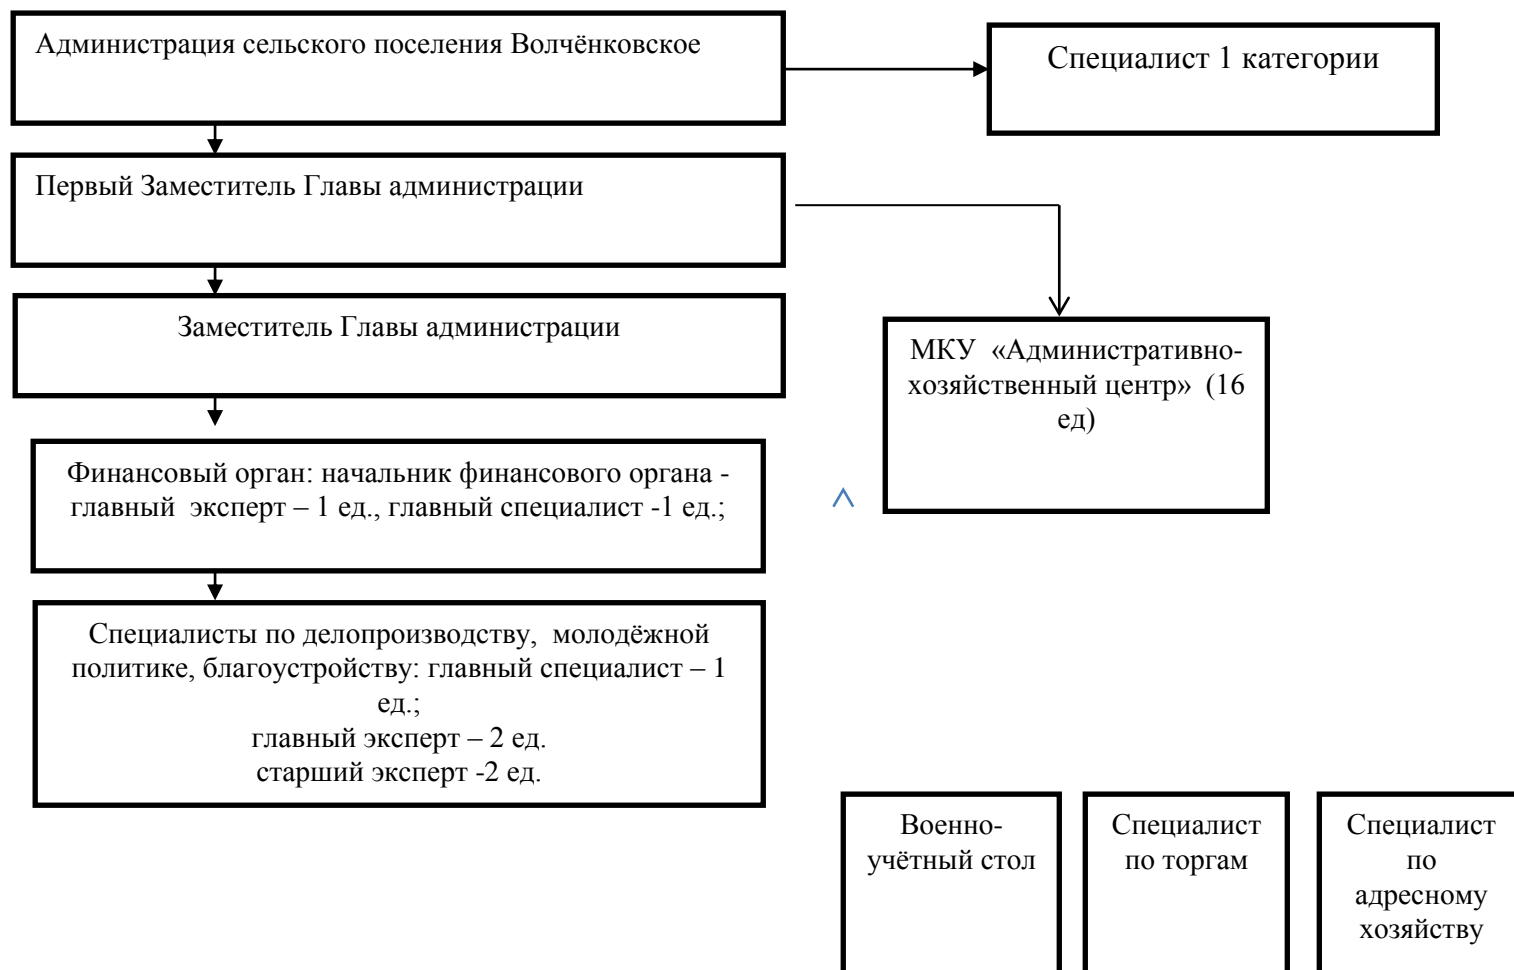 Администрация сельского поселения Волчёнковское
Специалист 1 категории
Первый Заместитель Главы администрации
Заместитель Главы администрации
МКУ «Административно-
хозяйственный центр» (16
ед)
Финансовый орган: начальник финансового органа -
главный эксперт – 1 ед., главный специалист -1 ед.;
Специалисты по делопроизводству, молодёжной
политике, благоустройству: главный специалист – 1
ед.;
главный эксперт – 2 ед.
старший эксперт -2 ед.
Военно-
учётный стол
Специалист
по торгам
Специалист
по
адресному
хозяйству